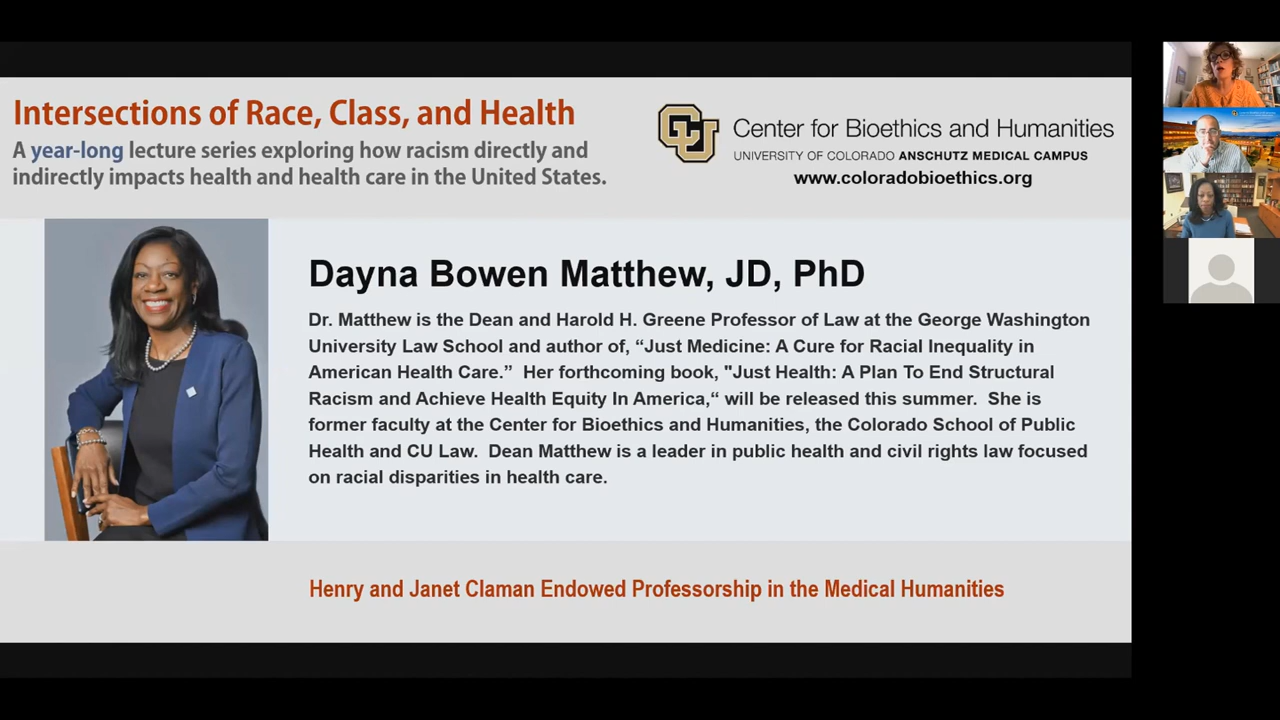 Intersections of Race, Class, and Health
A year-long lecture series exploring how racism directly and
indirectly impacts health and health care in the United States.
CU
Center for Bioethics and Humanities
UNIVERSITY OF COLORADO ANSCHUTZ MEDICAL CAMPUS
www.coloradobioethics.org
Dayna Bowen Matthew, JD, PhD
Dr. Matthew is the Dean and Harold H. Greene Professor of Law at the George Washington
University Law School and author of, “Just Medicine: A Cure for Racial Inequality in
American Health Care.” Her forthcoming book, "Just Health: A Plan To End Structural
Racism and Achieve Health Equity In America,“ will be released this summer. She is
former faculty at the Center for Bioethics and Humanities, the Colorado School of Public
Health and CU Law. Dean Matthew is a leader in public health and civil rights law focused
on racial disparities in health care.
Henry and Janet Claman Endowed Professorship in the Medical Humanities